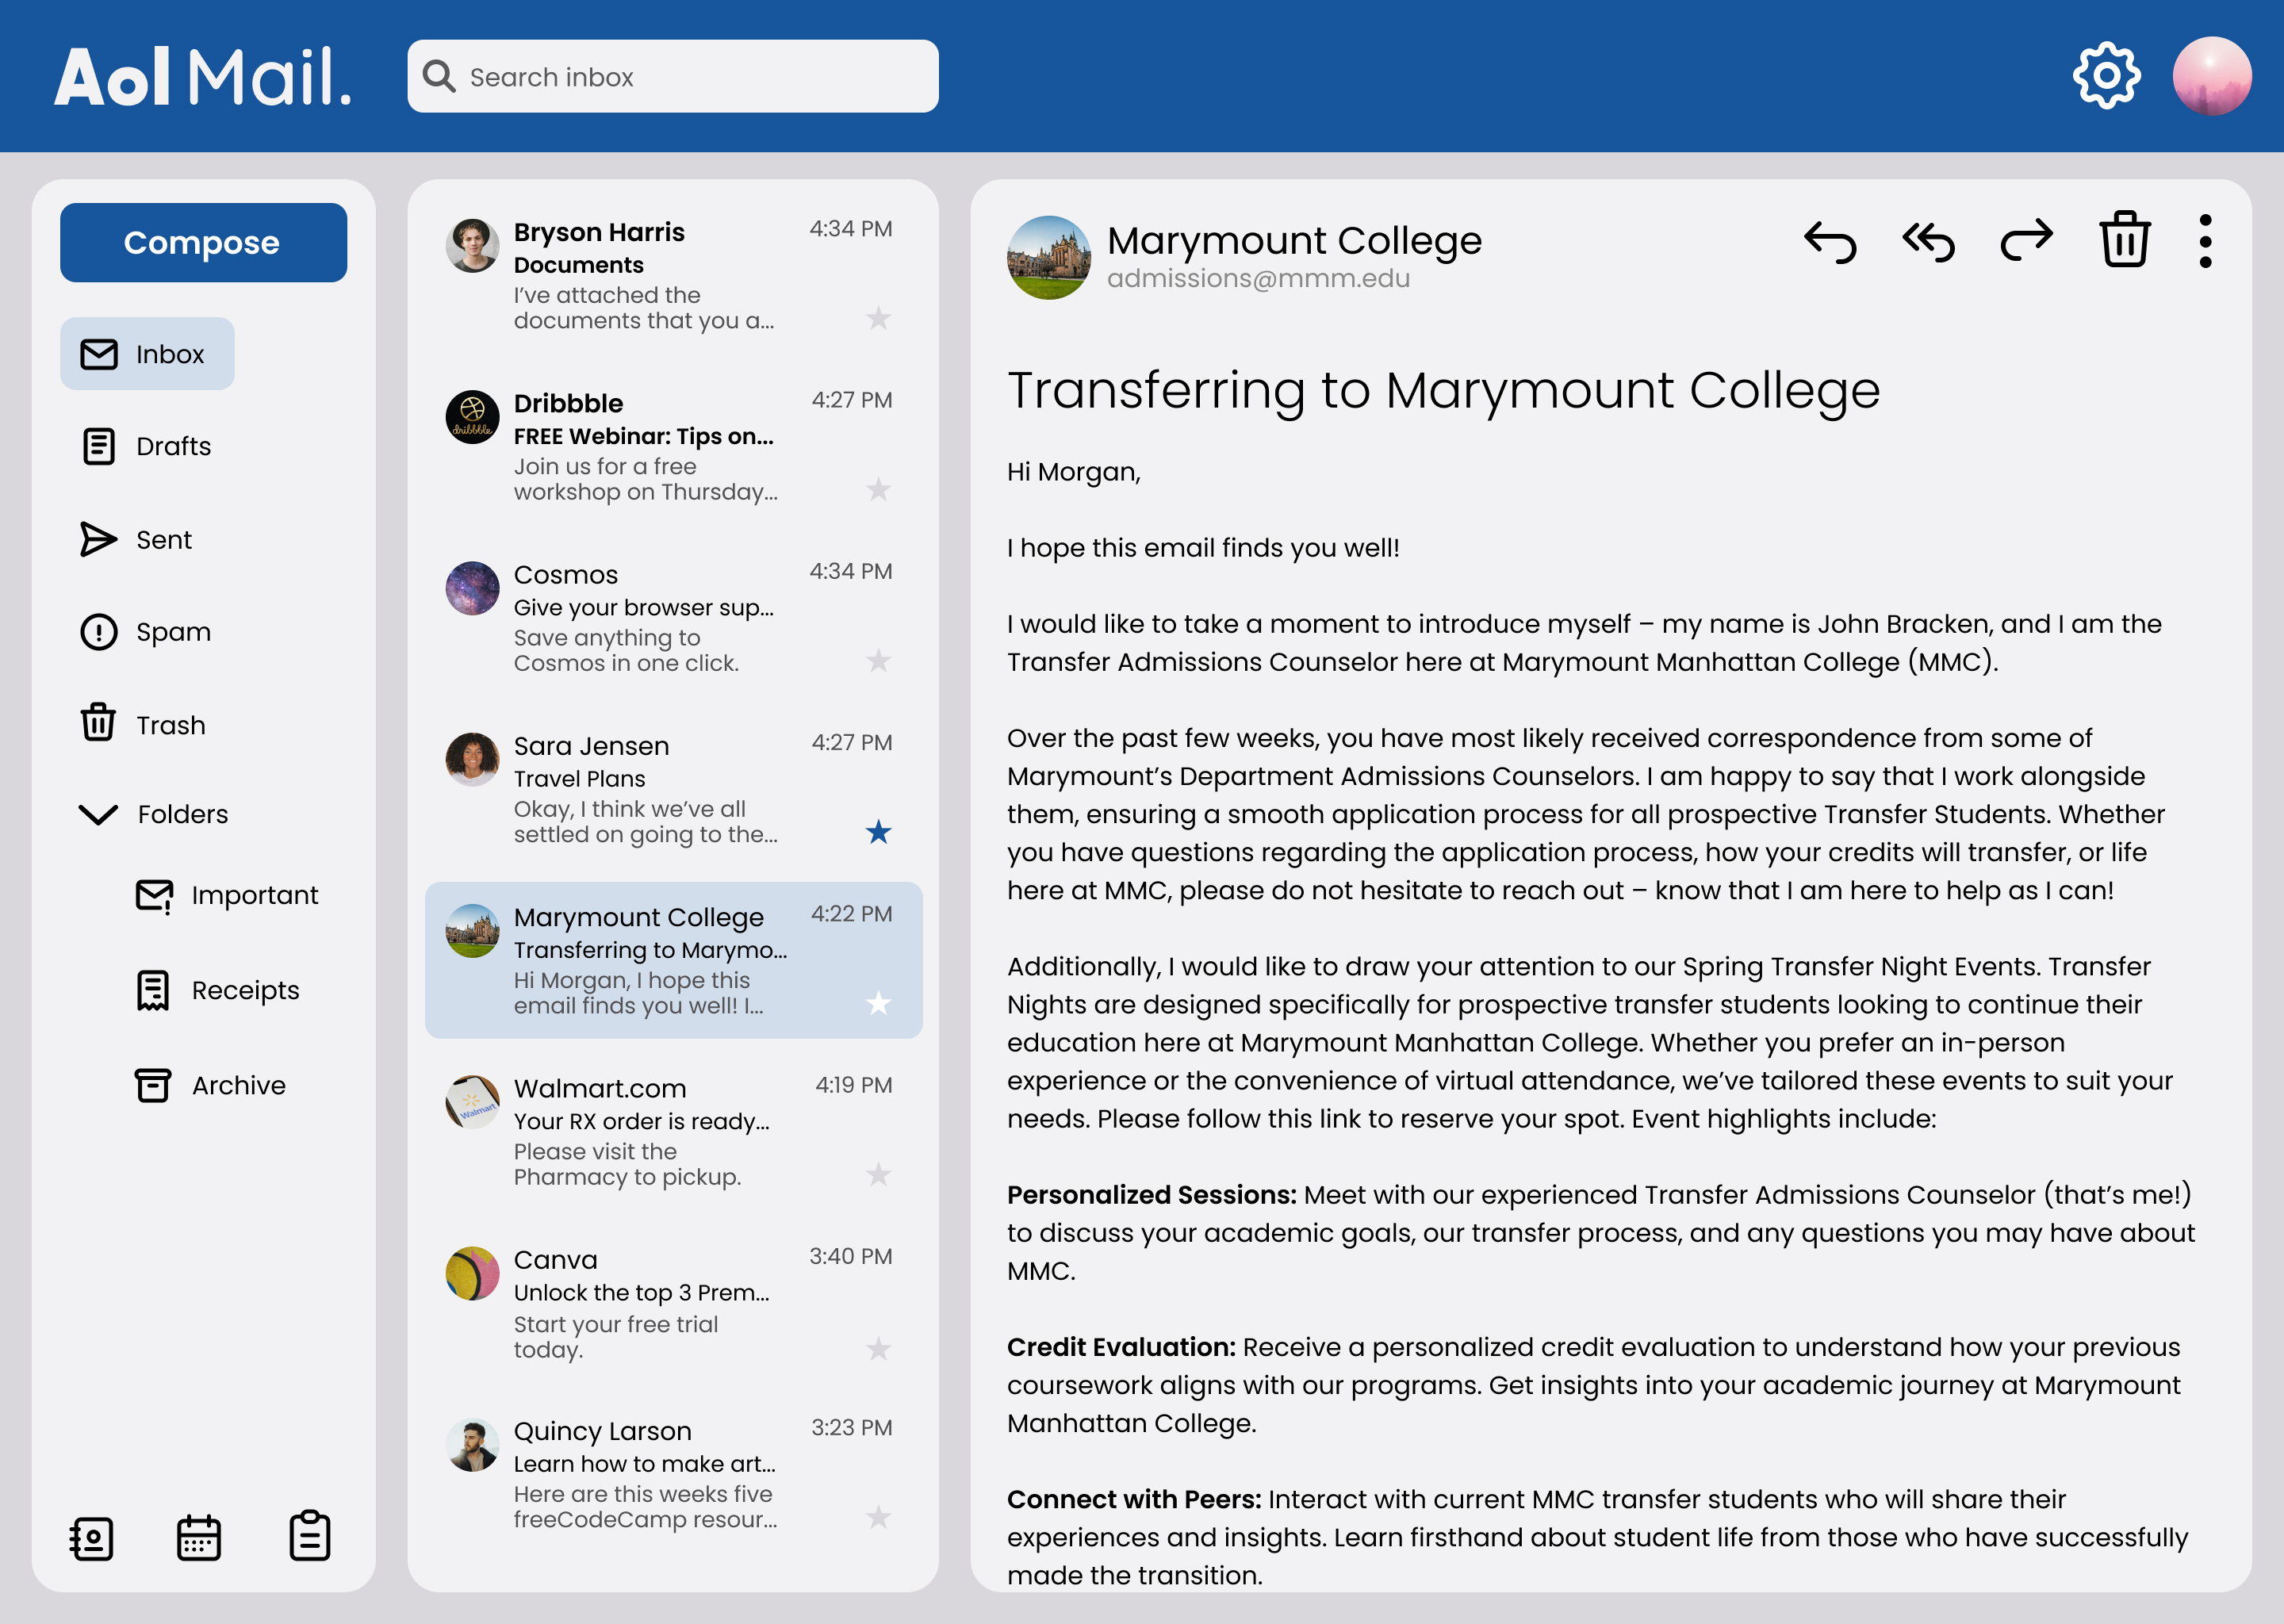 Aol Mail.
Search inbox
Compose
Inbox
Drafts
Sent
Spam
Trash
Folders
Important
Receipts
Archive
Bryson Harris
4:34 PM
Documents
I’ve attached the
documents that you a...
dribbble
Dribbble
4:27 PM
FREE Webinar: Tips on...
Join us for a free
workshop on Thursday...
Cosmos
4:34 PM
Give your browser sup...
Save anything to
Cosmos in one click.
Sara Jensen
4:27 PM
Travel Plans
Okay, I think we’ve all
settled on going to the...
Marymount College
4:22 PM
Transferring to Marymo...
Hi Morgan, I hope this
email finds you well! I...
Walmart
Walmart.com
4:19 PM
Your RX order is ready...
Please visit the
Pharmacy to pickup.
Canva
3:40 PM
Unlock the top 3 Prem...
Start your free trial
today.
Quincy Larson
3:23 PM
Learn how to make art...
Here are this weeks five
freeCodeCamp resour...
Marymount College
admissions@mmm.edu
Transferring to Marymount College
Hi Morgan,
I hope this email finds you well!
I would like to take a moment to introduce myself – my name is John Bracken, and I am the
Transfer Admissions Counselor here at Marymount Manhattan College (MMC).
Over the past few weeks, you have most likely received correspondence from some of
Marymount’s Department Admissions Counselors. I am happy to say that I work alongside
them, ensuring a smooth application process for all prospective Transfer Students. Whether
you have questions regarding the application process, how your credits will transfer, or life
here at MMC, please do not hesitate to reach out – know that I am here to help as I can!
Additionally, I would like to draw your attention to our Spring Transfer Night Events. Transfer
Nights are designed specifically for prospective transfer students looking to continue their
education here at Marymount Manhattan College. Whether you prefer an in-person
experience or the convenience of virtual attendance, we’ve tailored these events to suit your
needs. Please follow this link to reserve your spot. Event highlights include:
Personalized Sessions: Meet with our experienced Transfer Admissions Counselor (that’s me!)
to discuss your academic goals, our transfer process, and any questions you may have about
MMC.
Credit Evaluation: Receive a personalized credit evaluation to understand how your previous
coursework aligns with our programs. Get insights into your academic journey at Marymount
Manhattan College.
Connect with Peers: Interact with current MMC transfer students who will share their
experiences and insights. Learn firsthand about student life from those who have successfully
made the transition.